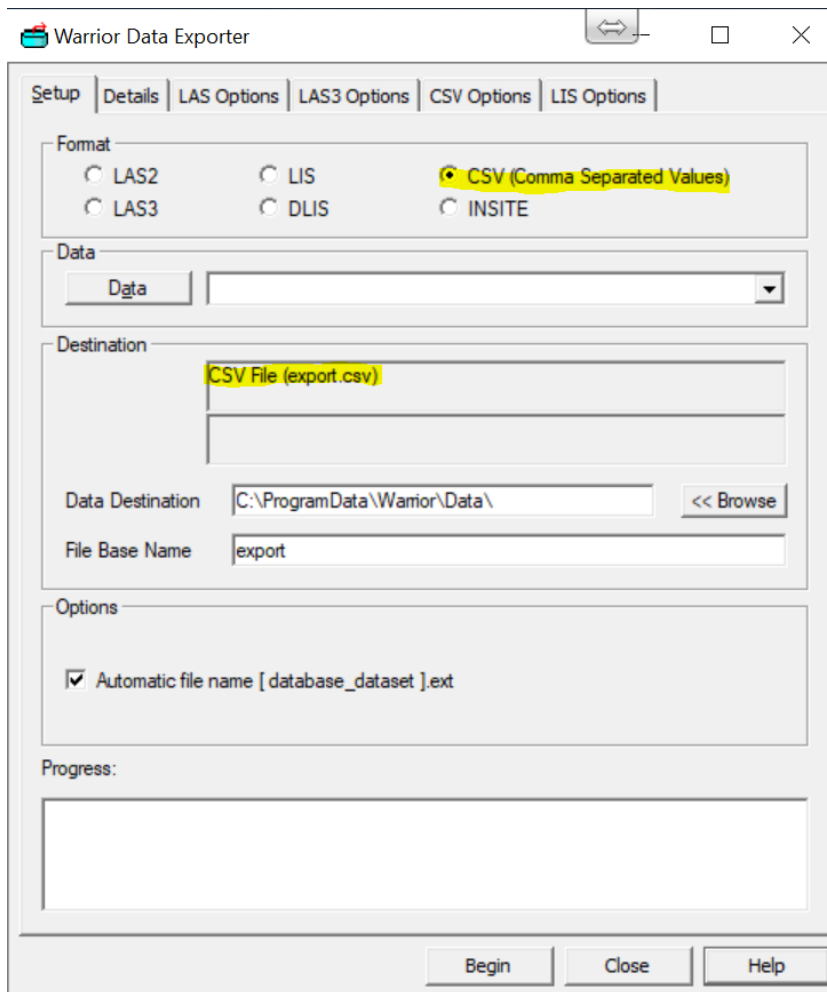 Warrior Data Exporter
Setup Details LAS Options LAS3 Options CSV Options LIS Options
Format
LAS2 LIS CSV (Comma Separated Values)
LAS3 DLIS INSITE
Data
Data
Destination
CSV File (export.csv)
Data Destination C:\ProgramData\Warrior\Data\ << Browse
File Base Name export
Options
Automatic file name [ database_dataset ].ext
Progress:
Begin Close Help